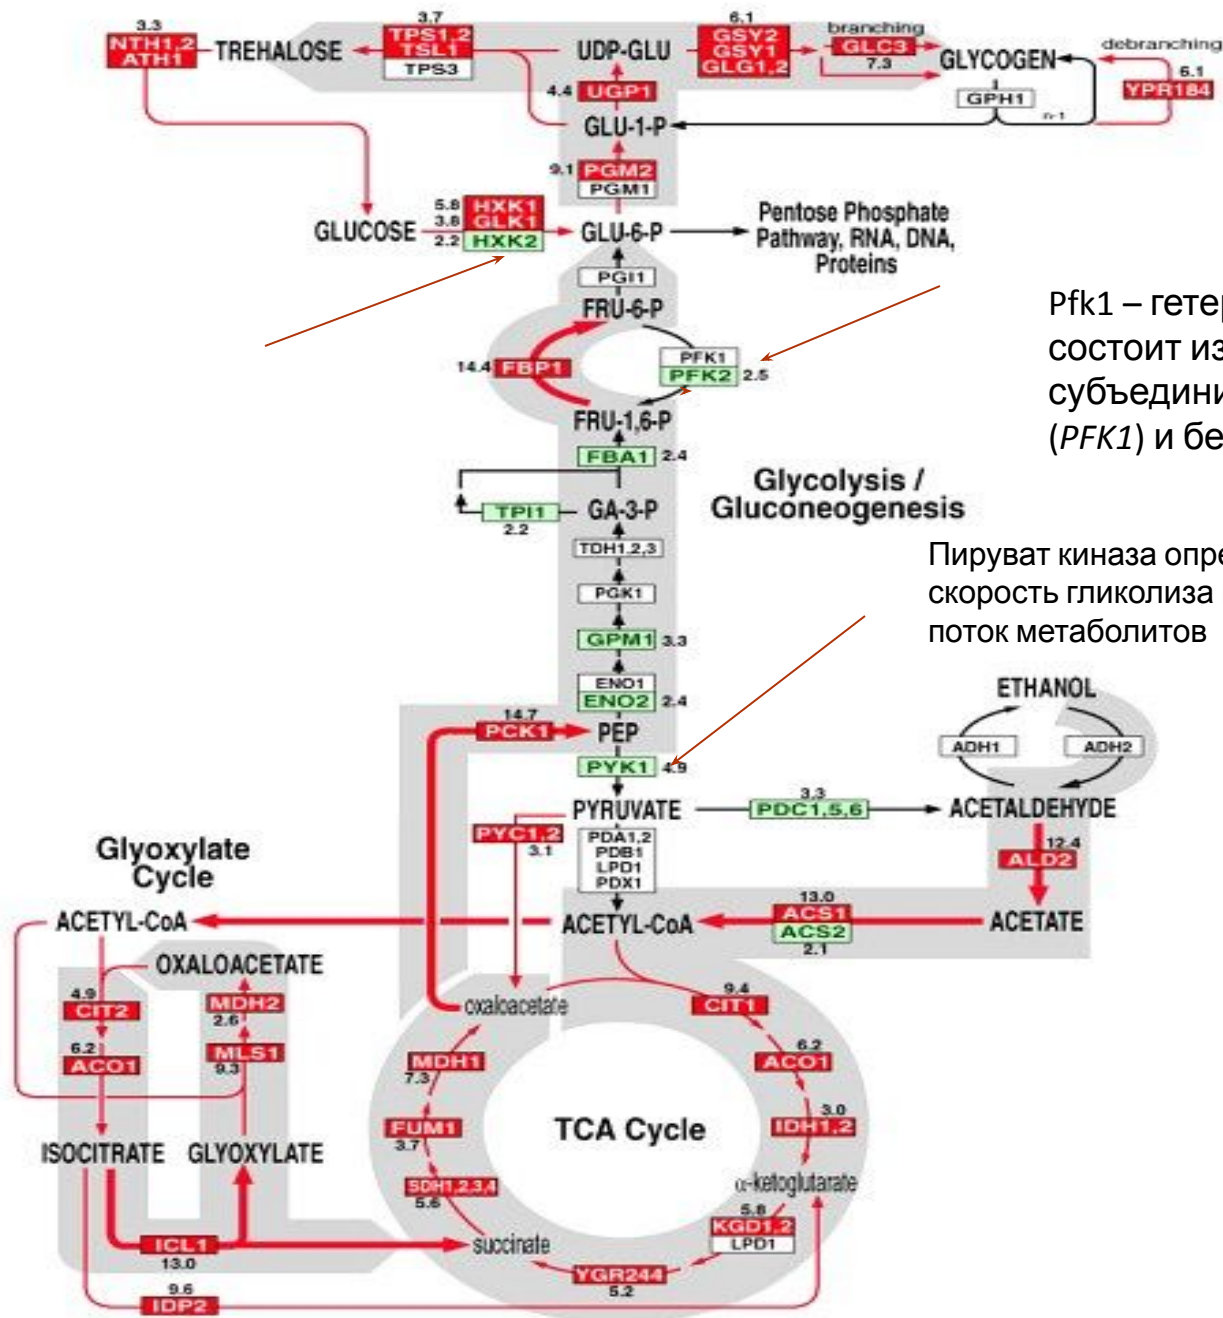 3.3
NTH1,2
ATH1
TREHALOSE
3.7
TPS1,2
TSL1
TPS3
UDP-GLU
6.1
GSY2
GSY1
GLG1,2
branching
GLC3
7.3
GLYCOGEN
debranching
6.1
YPR184
GPH1
n-1
4.4 UGP1
GLU-1-P
9.1 PGM2
PGM1
GLUCOSE
5.8 HXK1
3.8 GLK1
2.2 HXK2
GLU-6-P
Pentose Phosphate
Pathway, RNA, DNA,
Proteins
PGI1
FRU-6-P
14.4 FBP1
PFK1
PFK2 2.5
Pfk1 – гетер
состоит из
субъедини
(PFK1) и бе
FRU-1,6-P
FBA1 2.4
Glycolysis /
Gluconeogenesis
TPI1
2.2
GA-3-P
TDH1,2,3
PGK1
GPM1 3.3
Пируват киназа опре
скорость гликолиза
поток метаболитов
ENO1
ENO2 2.4
14.7
PCK1
PEP
PYK1 4.9
ETHANOL
ADH1
ADH2
PYRUVATE
3.3
PDC1,5,6
ACETALDEHYDE
PYC1,2
3.1
PDA1,2
PDB1
LPD1
PDX1
12.4
ALD2
Glyoxylate
Cycle
ACETYL-CoA
ACETYL-CoA
13.0
ACS1
ACS2
2.1
ACETATE
OXALOACETATE
4.9
CIT2
MDH2
2.6
oxaloacetate
9.4
CIT1
6.2
ACO1
MLS1
9.3
MDH1
7.3
6.2
ACO1
ISOCITRATE
GLYOXYLATE
FUM1
3.7
TCA Cycle
3.0
IDH1,2
SDH1,2,3,4
5.6
α-ketoglutarate
5.8
KGD1,2
LPD1
ICL1
13.0
succinate
YGR244
5.2
9.6
IDP2